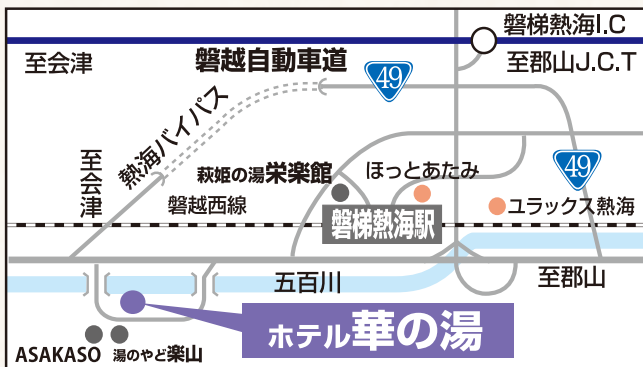 磐梯熱海I.C
至会津
磐越自動車道
至郡山J.C.T
49
熱海バイパス
至会津
萩姫の湯栄楽館
ほっとあたみ
49
磐越西線
磐梯熱海駅
ユラックス熱海
五百川
至郡山
ホテル華の湯
ASAKASO
湯のやど楽山